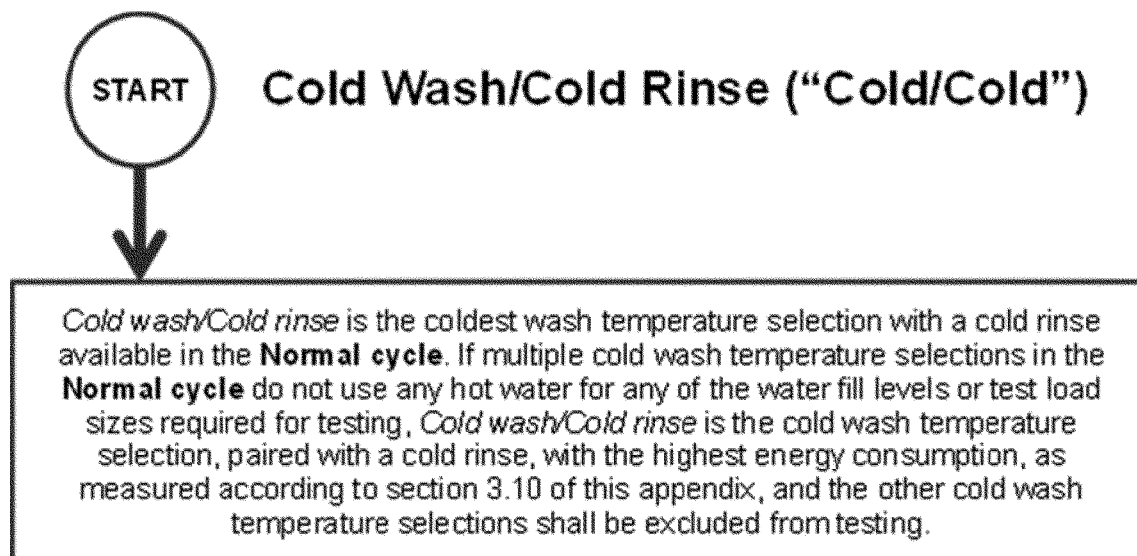 START
Cold Wash/Cold Rinse (“Cold/Cold”)
Cold wash/Cold rinse is the coldest wash temperature selection with a cold rinse
available in the Normal cycle. If multiple cold wash temperature selections in the
Normal cycle do not use any hot water for any of the water fill levels or test load
sizes required for testing, Cold wash/Cold rinse is the cold wash temperature
selection, paired with a cold rinse, with the highest energy consumption, as
measured according to section 3.10 of this appendix, and the other cold wash
temperature selections shall be excluded from testing.